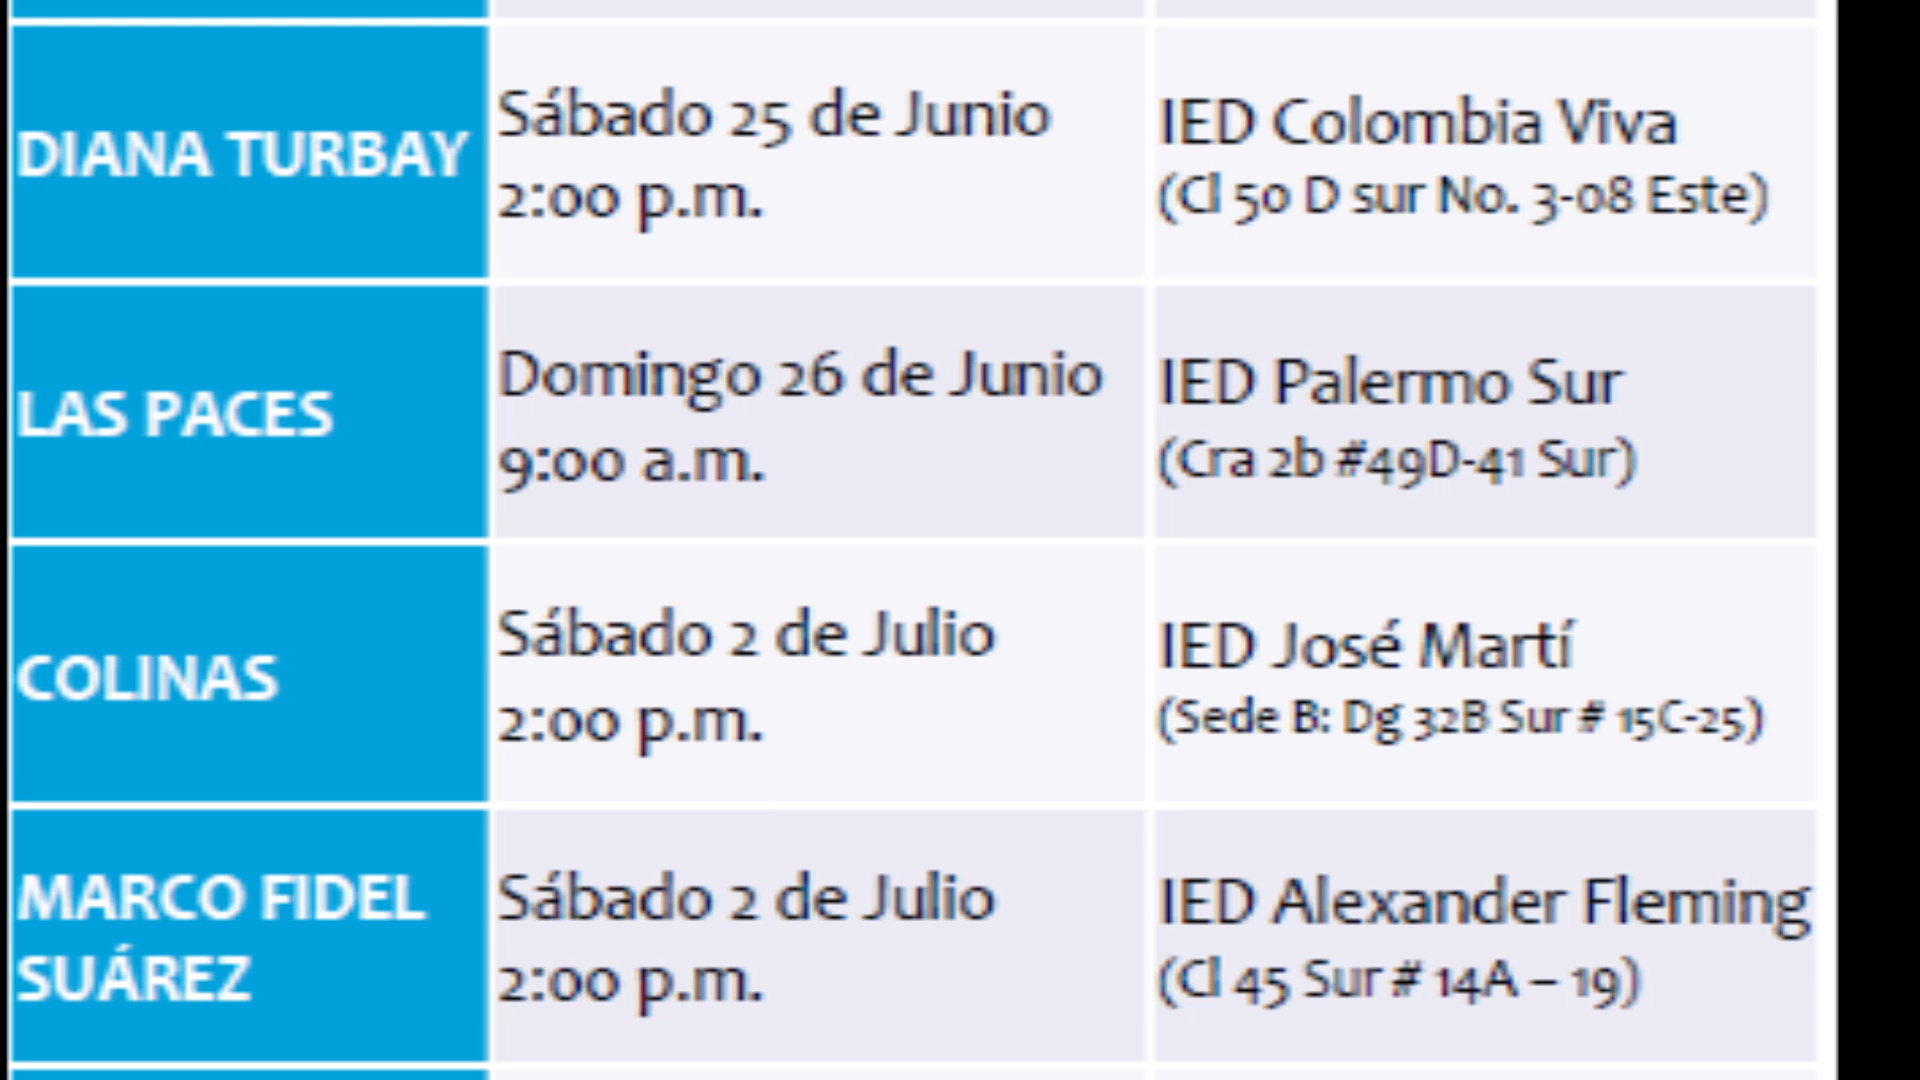 DIANA TURBAY
Sábado 25 de Junio
2:00 p.m.
IED Colombia Viva
(Cl 50 D sur No. 3-08 Este)
LAS PACES
Domingo 26 de Junio
9:00 a.m.
IED Palermo Sur
(Cra 2b #49D-41 Sur)
COLINAS
Sábado 2 de Julio
2:00 p.m.
IED José Martí
(Sede B: Dg 32B Sur # 15C-25)
MARCO FIDEL
SUÁREZ
Sábado 2 de Julio
2:00 p.m.
IED Alexander Fleming
(Cl 45 Sur # 14A – 19)